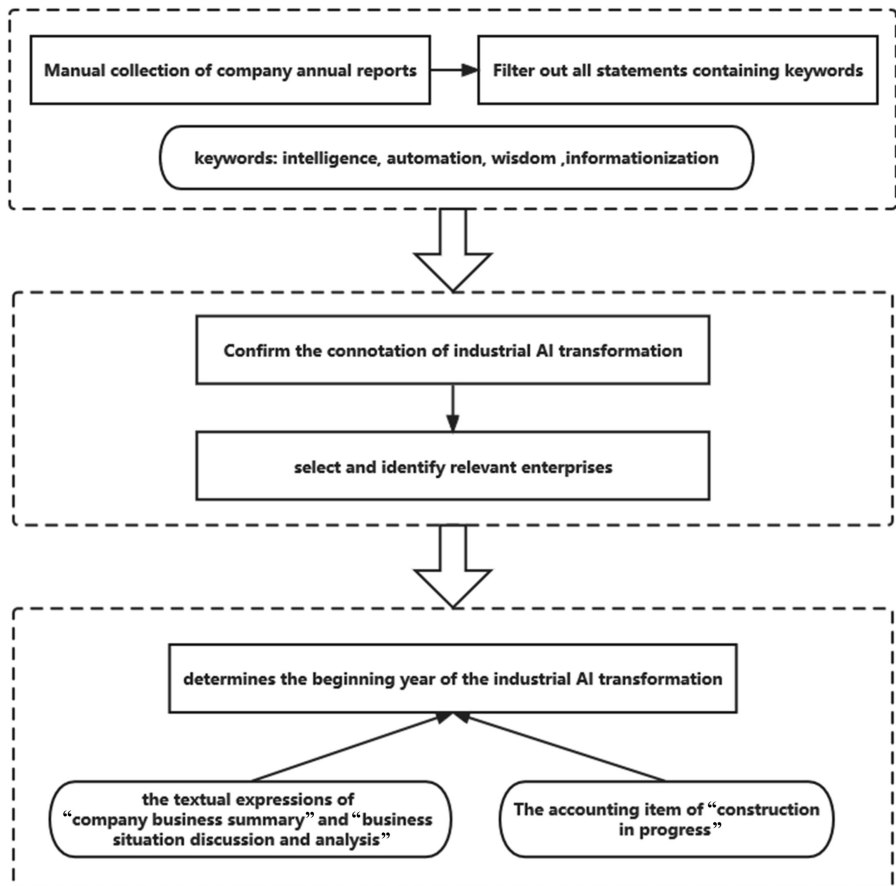 Manual collection of company annual reports
Filter out all statements containing keywords
keywords: intelligence, automation, wisdom ,informationization
Confirm the connotation of industrial AI transformation
select and identify relevant enterprises
determines the beginning year of the industrial AI transformation
the textual expressions of
“company business summary” and “business
situation discussion and analysis”
The accounting item of “construction
in progress”